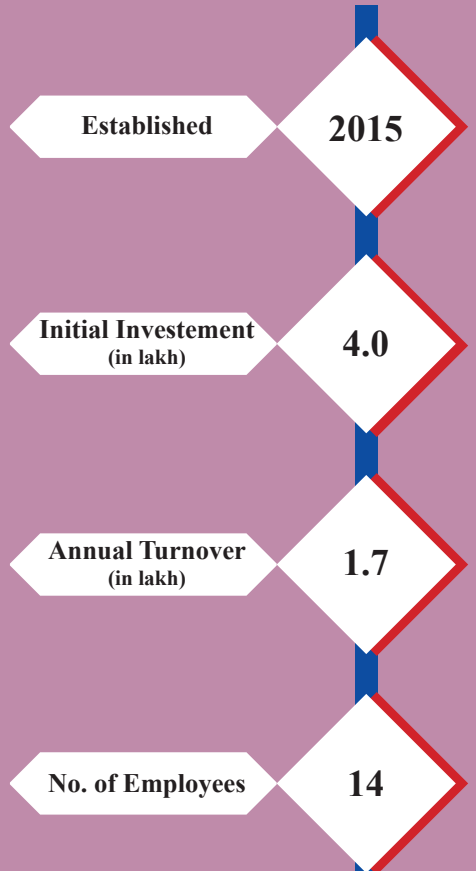 Established
2015
Initial Investement
(in lakh)
4.0
Annual Turnover
(in lakh)
1.7
No. of Employees
14